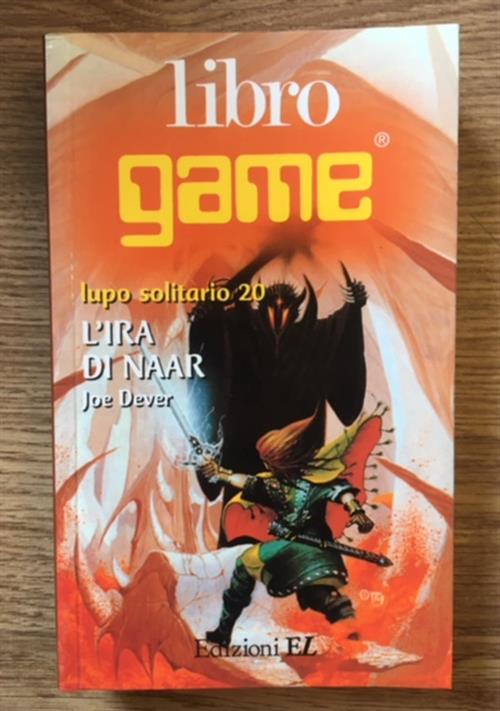 libro
game®
lupo solitario 20
L'IRA
DI NAAR
Joe Dever
Edizioni EL